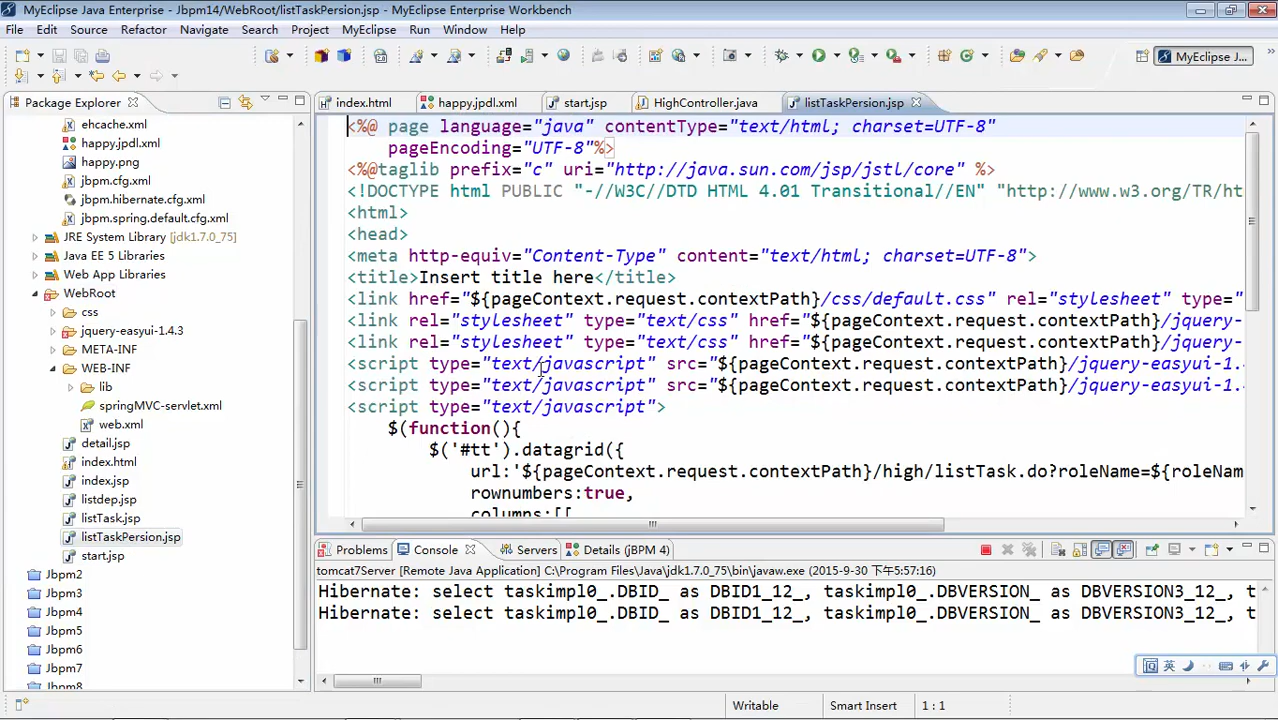 MyEclipse Java Enterprise - Jbpm14/WebRoot/listTaskPersion.jsp - MyEclipse Enterprise Workbench
File Edit Source Refactor Navigate Search Project MyEclipse Run Window Help
MyEclipse J...
Package Explorer
index.html happy.jpdl.xml start.jsp HighController.java listTaskPersion.jsp
ehcache.xml
happy.jpdl.xml
happy.png
jbpm.cfg.xml
jbpm.hibernate.cfg.xml
jbpm.spring.default.cfg.xml
JRE System Library [jdk1.7.0_75]
Java EE 5 Libraries
Web App Libraries
WebRoot
css
jquery-easyui-1.4.3
META-INF
WEB-INF
lib
springMVC-servlet.xml
web.xml
detail.jsp
index.html
index.jsp
listdep.jsp
listTask.jsp
listTaskPersion.jsp
start.jsp
Jbpm2
Jbpm3
Jbpm4
Jbpm5
Jbpm6
Jbpm7
Jbpm8
<%@ page language="java" contentType="text/html; charset=UTF-8"
pageEncoding="UTF-8"%>
<%@taglib prefix="c" uri="http://java.sun.com/jsp/jstl/core" %>
<!DOCTYPE html PUBLIC "-//W3C//DTD HTML 4.01 Transitional//EN" "http://www.w3.org/TR/ht
<html>
<head>
<meta http-equiv="Content-Type" content="text/html; charset=UTF-8">
<title>Insert title here</title>
<link href="${pageContext.request.contextPath}/css/default.css" rel="stylesheet" type="
<link rel="stylesheet" type="text/css" href="${pageContext.request.contextPath}/jquery-
<link rel="stylesheet" type="text/css" href="${pageContext.request.contextPath}/jquery-
<script type="text/javascript" src="${pageContext.request.contextPath}/jquery-easyui-1.
<script type="text/javascript" src="${pageContext.request.contextPath}/jquery-easyui-1.
<script type="text/javascript">
$(function(){
$('#tt').datagrid({
url:'${pageContext.request.contextPath}/high/listTask.do?roleName=${roleNam
rownumbers:true,
columns:[[
Problems Console Servers Details (jBPM 4)
tomcat7Server [Remote Java Application] C:\Program Files\Java\jdk1.7.0_75\bin\javaw.exe (2015-9-30 下午5:57:16)
Hibernate: select taskimpl0_.DBID_ as DBID1_12_, taskimpl0_.DBVERSION_ as DBVERSION3_12_, t
Hibernate: select taskimpl0_.DBID_ as DBID1_12_, taskimpl0_.DBVERSION_ as DBVERSION3_12_, t
英
Writable Smart Insert 1 : 1